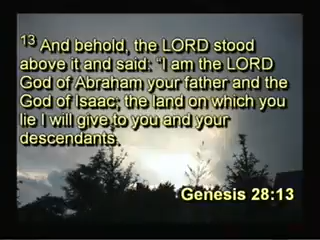 13 And behold, the LORD stood
above it and said: "I am the LORD
God of Abraham your father and the
God of Isaac; the land on which you
lie I will give to you and your
descendants.
Genesis 28:13